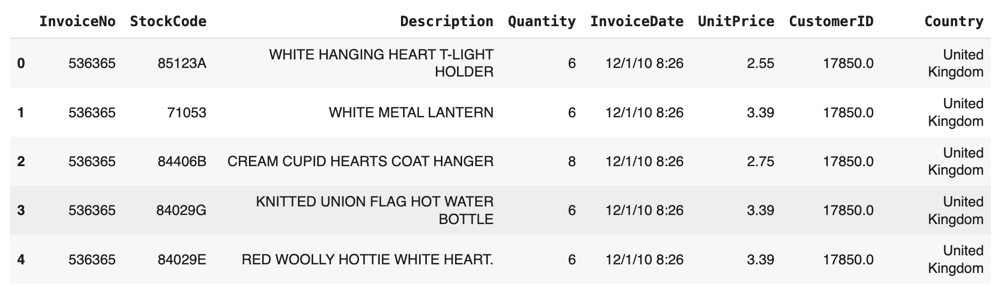 InvoiceNo StockCode Description Quantity InvoiceDate UnitPrice CustomerID Country
0 536365 85123A WHITE HANGING HEART T-LIGHT HOLDER 6 12/1/10 8:26 2.55 17850.0 United Kingdom
1 536365 71053 WHITE METAL LANTERN 6 12/1/10 8:26 3.39 17850.0 United Kingdom
2 536365 84406B CREAM CUPID HEARTS COAT HANGER 8 12/1/10 8:26 2.75 17850.0 United Kingdom
3 536365 84029G KNITTED UNION FLAG HOT WATER BOTTLE 6 12/1/10 8:26 3.39 17850.0 United Kingdom
4 536365 84029E RED WOOLLY HOTTIE WHITE HEART. 6 12/1/10 8:26 3.39 17850.0 United Kingdom